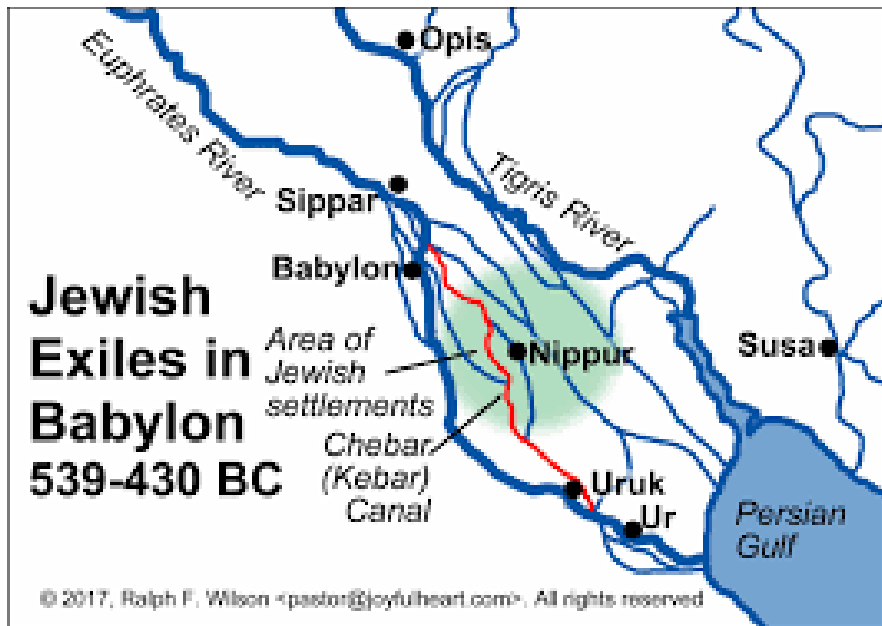 Opis
Euphrates River
Tigris River
Sippar
Babylon
Jewish
Exiles in
Babylon
539-430 BC
Area of
Jewish
settlements
Nippur
Susa
Chebar
(Kebar)
Canal
Uruk
Ur
Persian
Gulf
© 2017, Ralph F. Wilson <pastor@joyfulheart.com>. All rights reserved